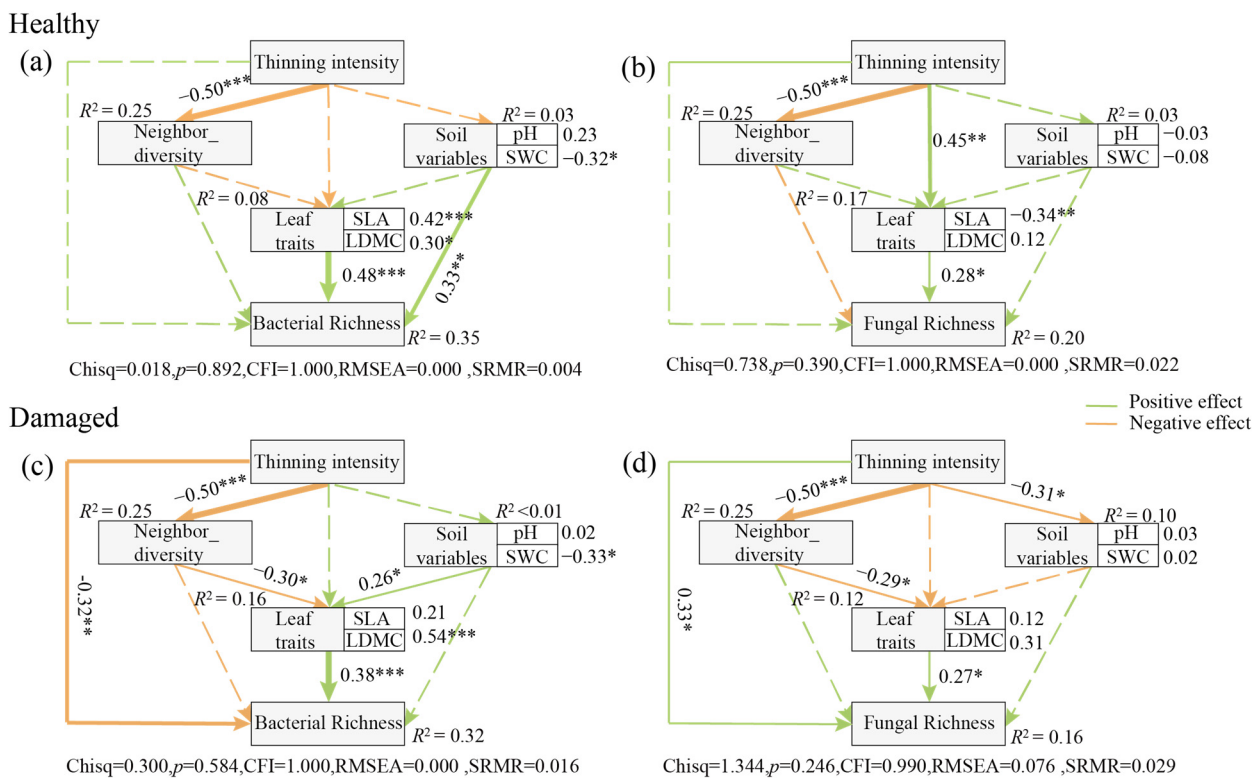 Healthy
(a)
Thinning intensity
−0.50***
R² = 0.25
R² = 0.03
Neighbor_
diversity
Soil
variables
pH
0.23
SWC
−0.32*
R² = 0.08
Leaf
traits
SLA
0.42***
LDMC
0.30*
0.48***
0.33**
Bacterial Richness
R² = 0.35
Chisq=0.018,p=0.892,CFI=1.000,RMSEA=0.000 ,SRMR=0.004
(b)
Thinning intensity
−0.50***
R² = 0.25
R² = 0.03
Neighbor_
diversity
0.45**
Soil
variables
pH
−0.03
SWC
−0.08
R² = 0.17
Leaf
traits
SLA
−0.34**
LDMC
0.12
0.28*
Fungal Richness
R² = 0.20
Chisq=0.738,p=0.390,CFI=1.000,RMSEA=0.000 ,SRMR=0.022
Positive effect
Negative effect
Damaged
(c)
Thinning intensity
−0.50***
R² = 0.25
R² <0.01
Neighbor_
diversity
Soil
variables
pH
0.02
SWC
−0.33*
−0.30*
0.26*
R² = 0.16
Leaf
traits
SLA
0.21
LDMC
0.54***
-0.32**
0.38***
Bacterial Richness
R² = 0.32
Chisq=0.300,p=0.584,CFI=1.000,RMSEA=0.000 ,SRMR=0.016
(d)
Thinning intensity
−0.50***
−0.31*
R² = 0.25
R² = 0.10
Neighbor_
diversity
Soil
variables
pH
0.03
SWC
0.02
−0.29*
R² = 0.12
Leaf
traits
SLA
0.12
LDMC
0.31
0.33*
0.27*
Fungal Richness
R² = 0.16
Chisq=1.344,p=0.246,CFI=0.990,RMSEA=0.076 ,SRMR=0.029